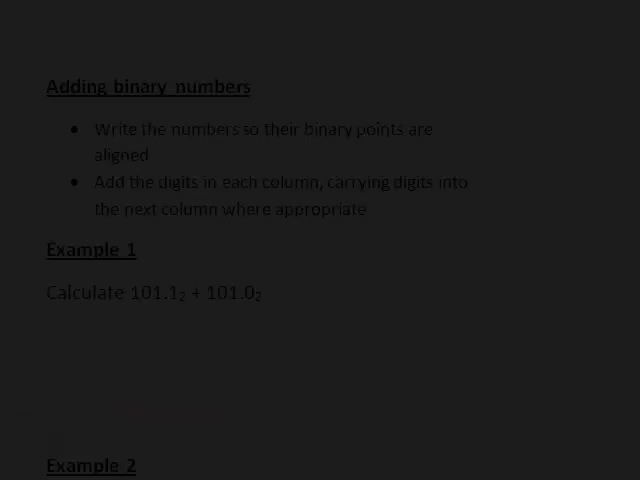 Adding binary numbers
• Write the numbers so their binary points are
aligned
• Add the digits in each column, carrying digits into
the next column where appropriate
Example 1
Calculate 101.1₂ + 101.0₂
Example 2